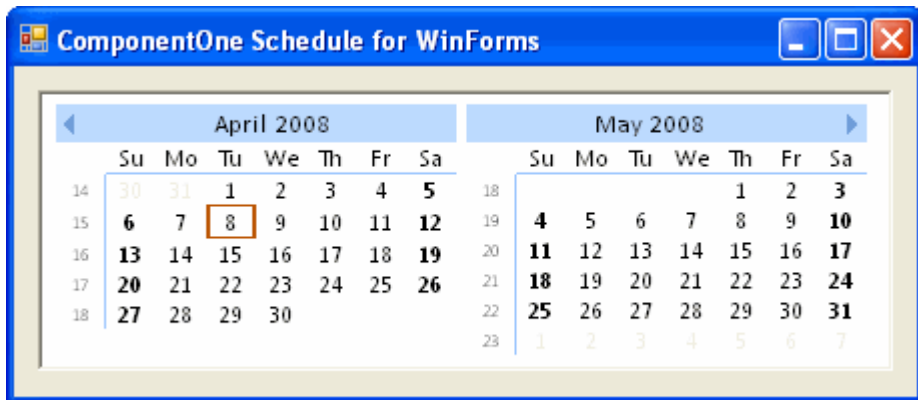 ComponentOne Schedule for WinForms
April 2008
Su Mo Tu We Th Fr Sa
14 30 31 1 2 3 4 5
15 6 7 8 9 10 11 12
16 13 14 15 16 17 18 19
17 20 21 22 23 24 25 26
18 27 28 29 30
May 2008
Su Mo Tu We Th Fr Sa
18 1 2 3
19 4 5 6 7 8 9 10
20 11 12 13 14 15 16 17
21 18 19 20 21 22 23 24
22 25 26 27 28 29 30 31
23 1 2 3 4 5 6 7